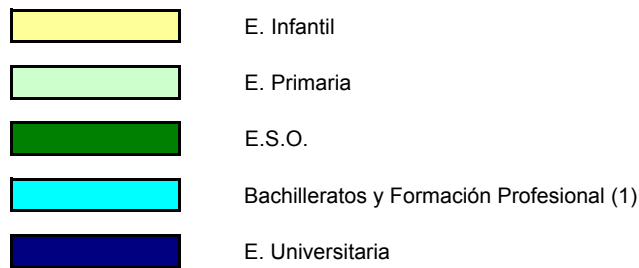 E. Infantil
E. Primaria
E.S.O.
Bachilleratos y Formación Profesional (1)
E. Universitaria